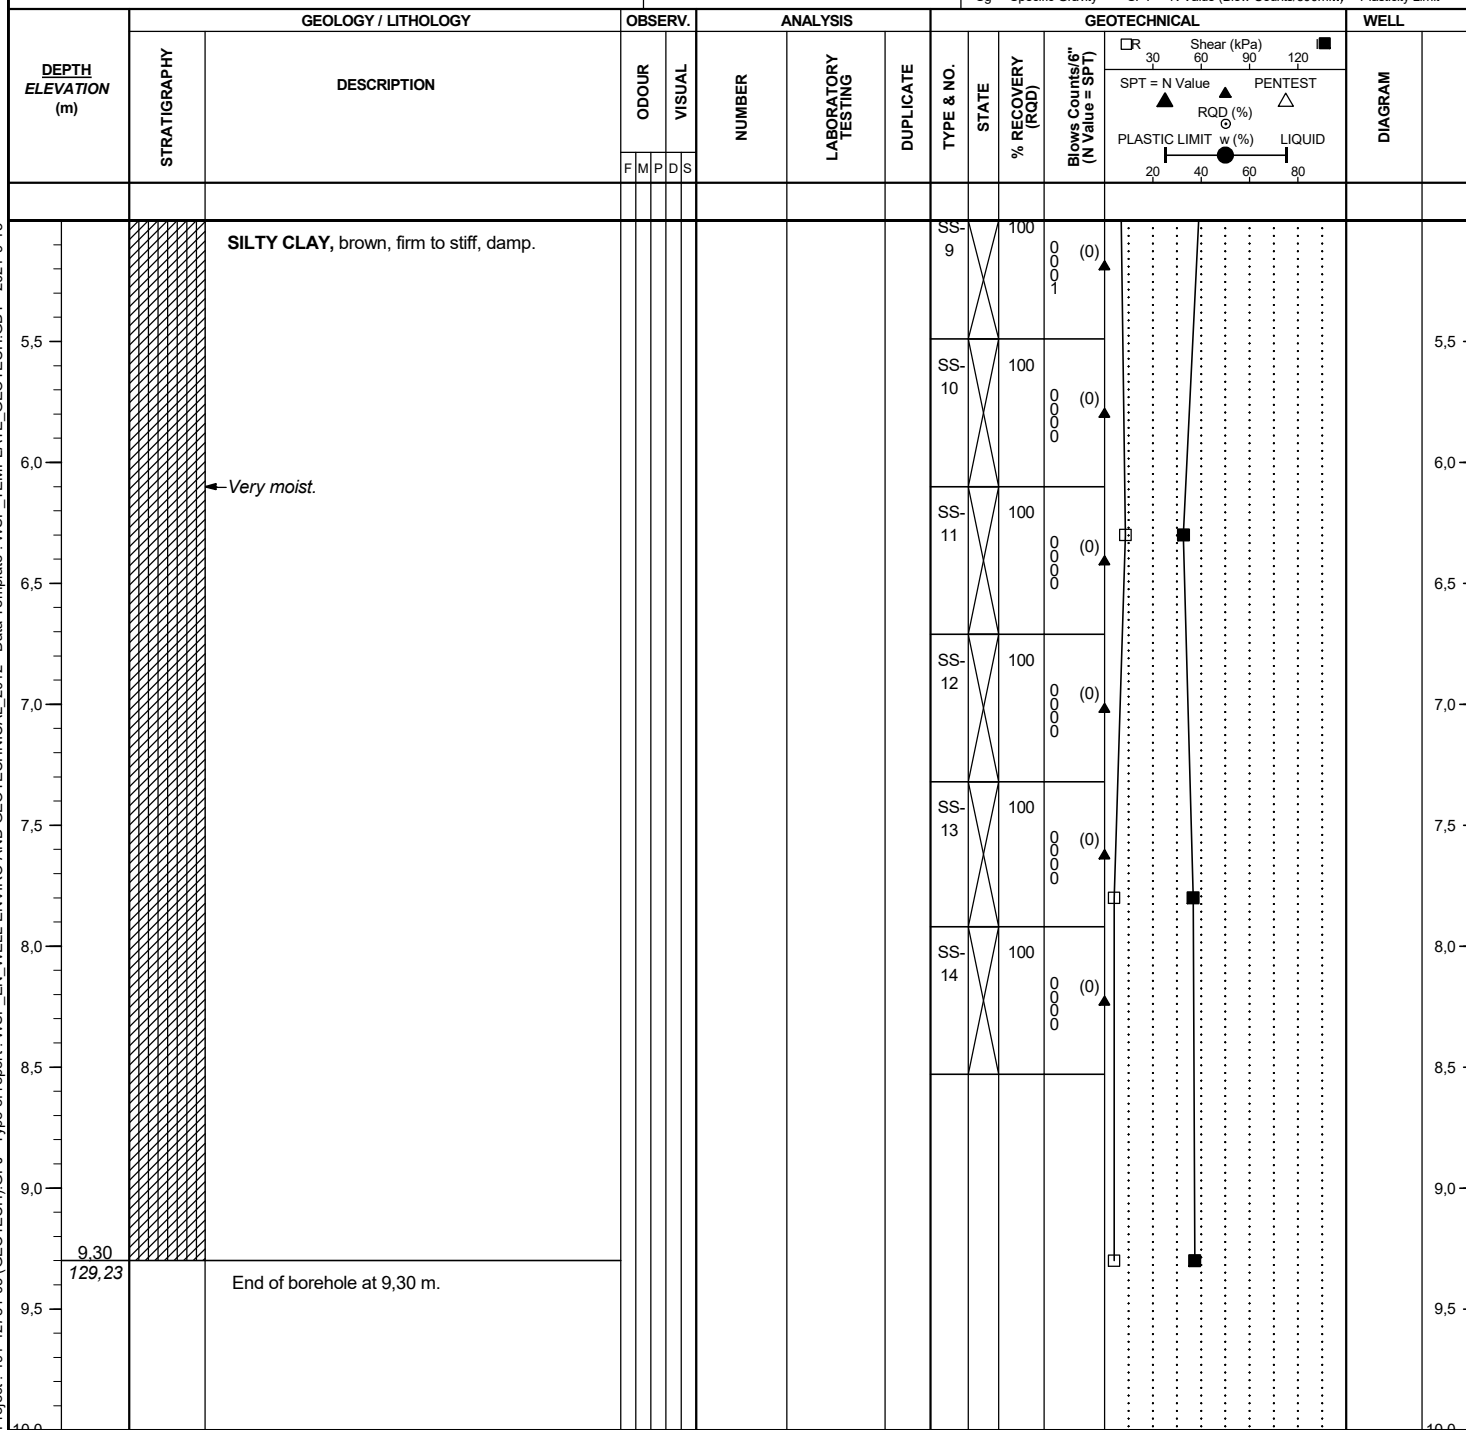 GEOLOGY / LITHOLOGY OBSERV. ANALYSIS GEOTECHNICAL WELL
DEPTH
ELEVATION
(m)
STRATIGRAPHY
DESCRIPTION
ODOUR
VISUAL
F M P D S
NUMBER
LABORATORY
TESTING
DUPLICATE
TYPE & NO.
STATE
% RECOVERY
(RQD)
Blows Counts/6"
(N Value = SPT)
R Shear (kPa)
30 60 90 120
SPT = N Value PENTEST
RQD (%)
PLASTIC LIMIT w (%) LIQUID
20 40 60 80
DIAGRAM
SILTY CLAY, brown, firm to stiff, damp.
SS-
9
100
0
0
0
1
(0)
5,5 5,5
SS-
10
100
0
0
0
0
(0)
6,0 6,0
Very moist.
SS-
11
100
0
0
0
0
(0)
6,5 6,5
SS-
12
100
0
0
0
0
(0)
7,0 7,0
SS-
13
100
0
0
0
0
(0)
7,5 7,5
SS-
14
100
0
0
0
0
(0)
8,0 8,0
8,5 8,5
9,0 9,0
9,30
129,23
End of borehole at 9,30 m.
9,5 9,5